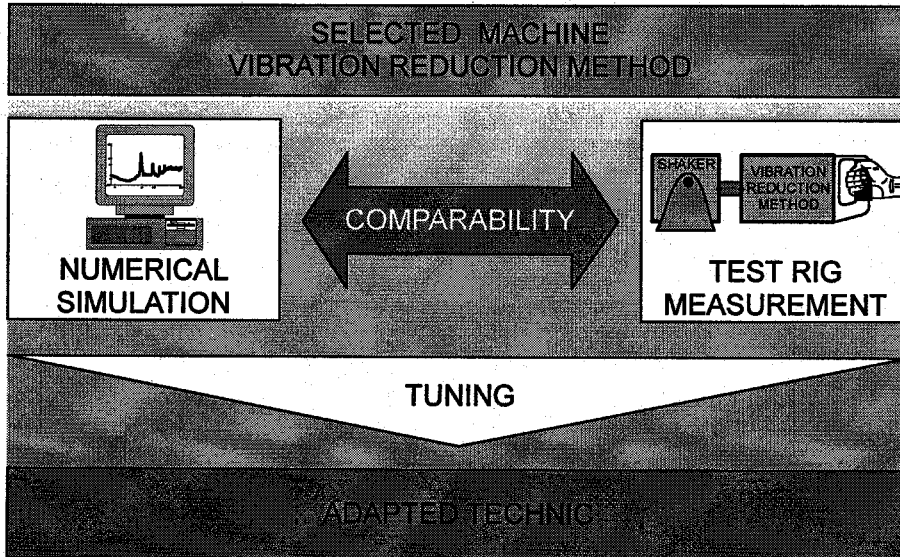 SELECTED MACHINE
VIBRATION REDUCTION METHOD
NUMERICAL
SIMULATION
COMPARABILITY
SHAKER
VIBRATION
REDUCTION
METHOD
TEST RIG
MEASUREMENT
TUNING
ADAPTED TECHNIC